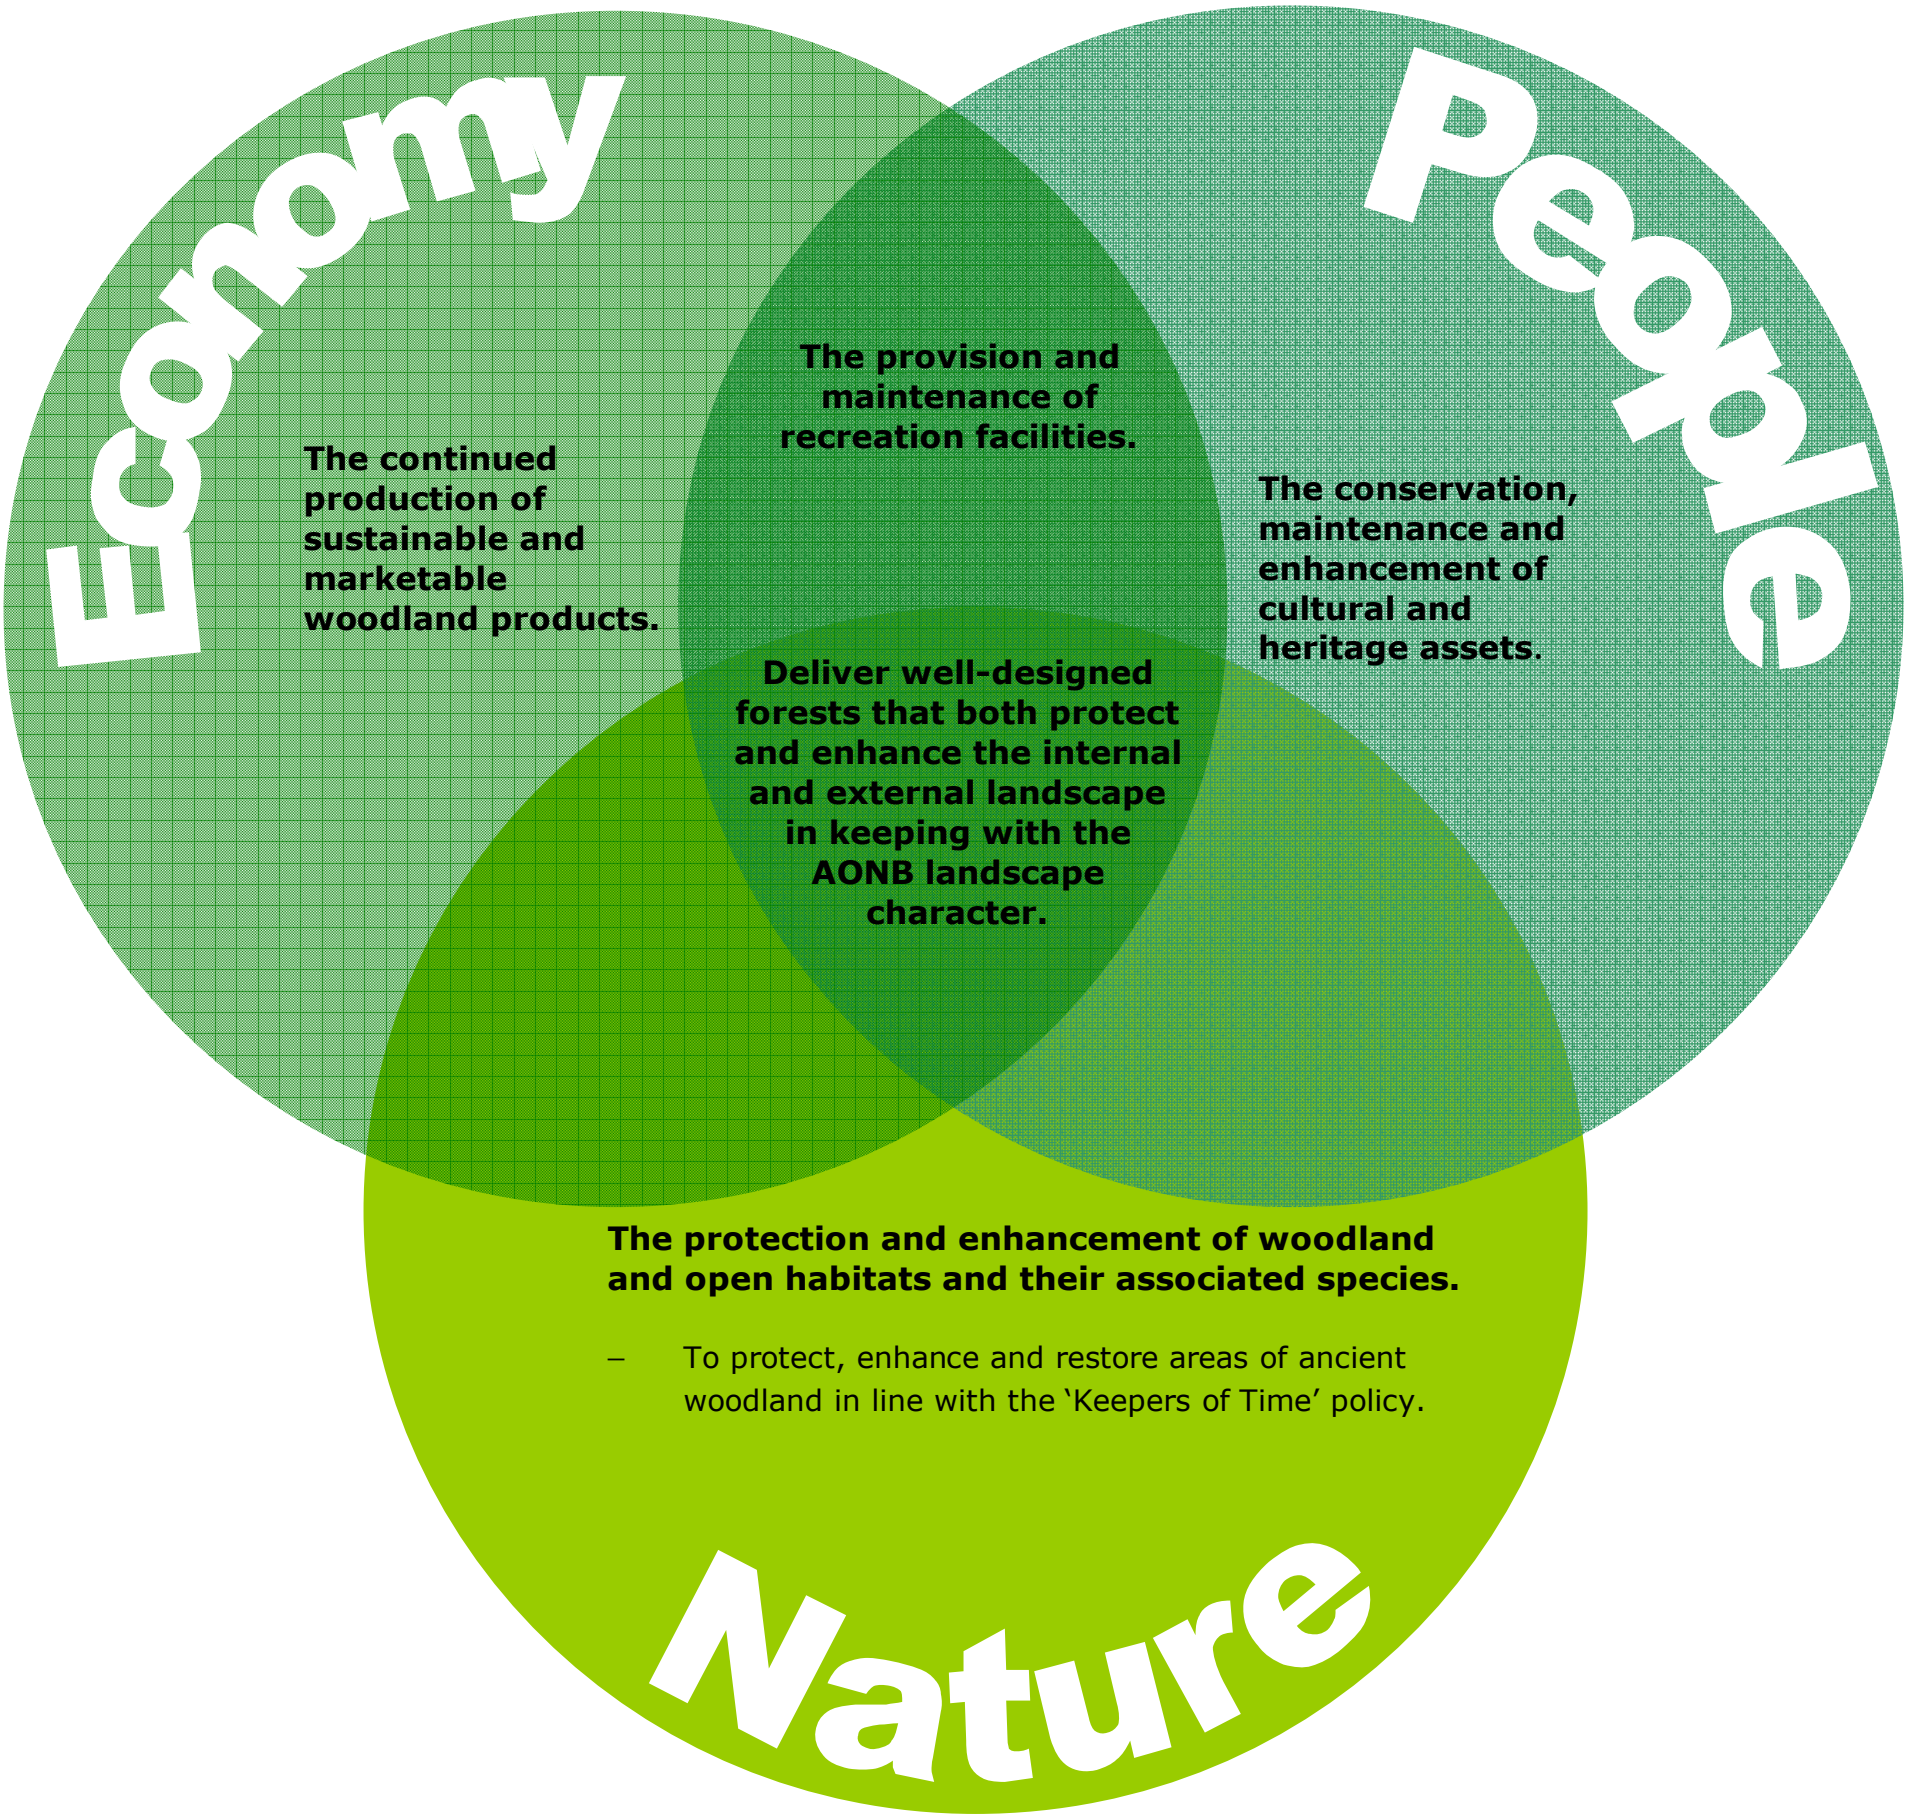 Economy
People
The provision and
maintenance of
recreation facilities.
The continued
production of
sustainable and
marketable
woodland products.
The conservation,
maintenance and
enhancement of
cultural and
heritage assets.
Deliver well-designed
forests that both protect
and enhance the internal
and external landscape
in keeping with the
AONB landscape
character.
The protection and enhancement of woodland
and open habitats and their associated species.
– To protect, enhance and restore areas of ancient
woodland in line with the ‘Keepers of Time’ policy.
Nature